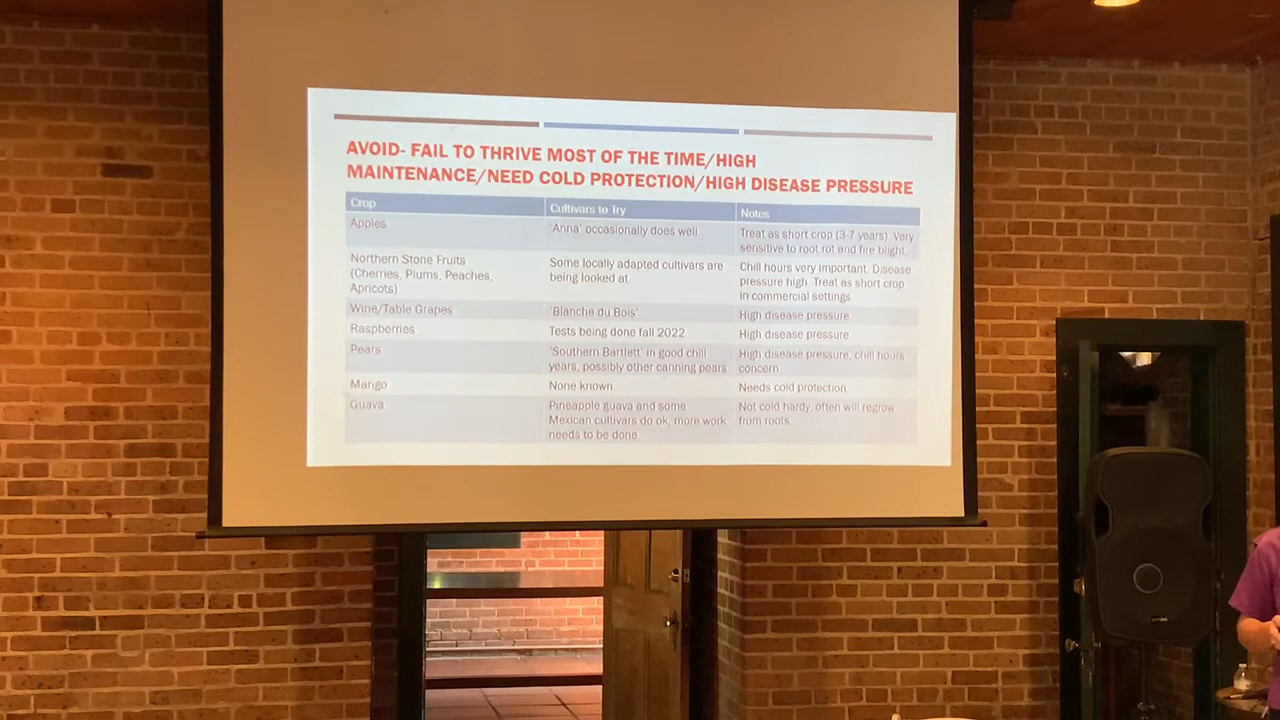 AVOID- FAIL TO THRIVE MOST OF THE TIME/HIGH
MAINTENANCE/NEED COLD PROTECTION/HIGH DISEASE PRESSURE
Crop
Cultivars to Try
Notes
Apples
'Anna' occasionally does well.
Treat as short crop (3-7 years). Very
sensitive to root rot and fire blight.
Northern Stone Fruits
(Cherries, Plums, Peaches,
Apricots)
Some locally adapted cultivars are
being looked at
Chill hours very important. Disease
pressure high. Treat as short crop
in commercial settings
Wine/Table Grapes
'Blanche du Bois'
High disease pressure
Raspberries
Tests being done fall 2022
High disease pressure
Pears
'Southern Bartlett' in good chill
years, possibly other canning pears
High disease pressure, chill hours
concern
Mango
None known
Needs cold protection
Guava
Pineapple guava and some
Mexican cultivars do ok, more work
needs to be done
Not cold hardy, often will regrow
from roots